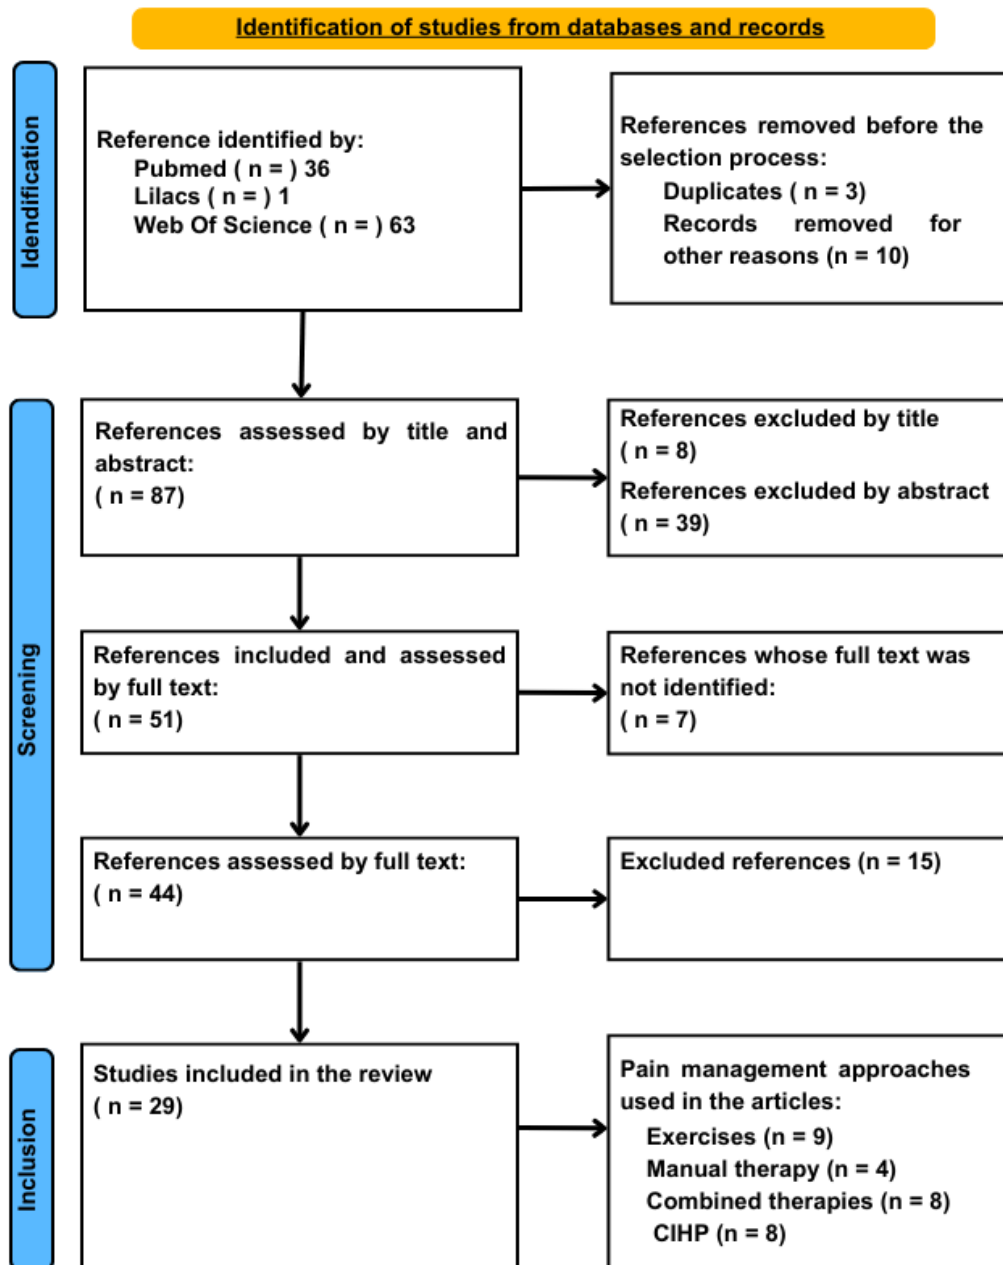 Identification of studies from databases and records
Idendification
Reference identified by:
Pubmed ( n = ) 36
Lilacs ( n = ) 1
Web Of Science ( n = ) 63
References removed before the
selection process:
Duplicates ( n = 3)
Records removed for
other reasons (n = 10)
Screening
References assessed by title and
abstract:
( n = 87)
References excluded by title
( n = 8)
References excluded by abstract
( n = 39)
References included and assessed
by full text:
( n = 51)
References whose full text was
not identified:
( n = 7)
References assessed by full text:
( n = 44)
Excluded references (n = 15)
Inclusion
Studies included in the review
( n = 29)
Pain management approaches
used in the articles:
Exercises (n = 9)
Manual therapy (n = 4)
Combined therapies (n = 8)
CIHP (n = 8)